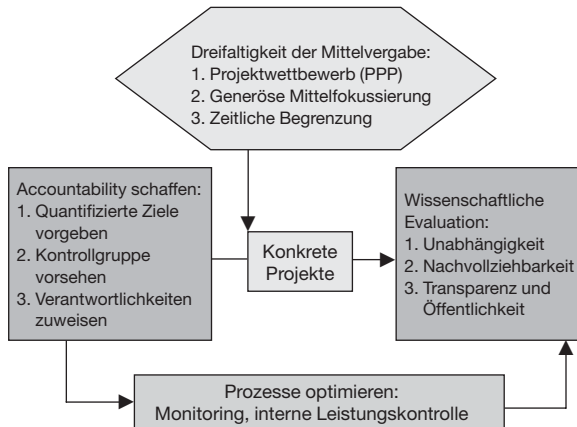 Dreifaltigkeit der Mittelvergabe:
1. Projektwettbewerb (PPP)
2. Generöse Mittelfokussierung
3. Zeitliche Begrenzung
Accountability schaffen:
1. Quantifizierte Ziele
vorgeben
2. Kontrollgruppe
vorsehen
3. Verantwortlichkeiten
zuweisen
Konkrete
Projekte
Wissenschaftliche
Evaluation:
1. Unabhängigkeit
2. Nachvollziehbarkeit
3. Transparenz und
Öffentlichkeit
Prozesse optimieren:
Monitoring, interne Leistungskontrolle